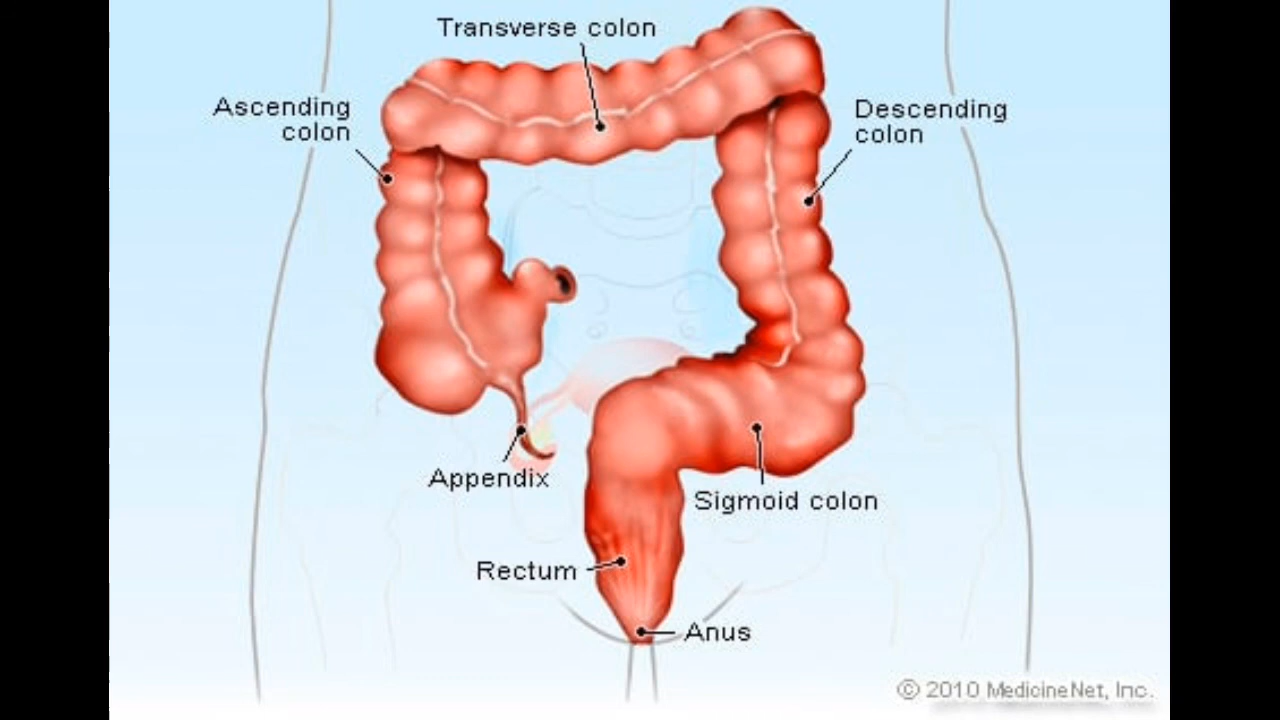 Transverse colon
Ascending
colon
Descending
colon
Appendix
Sigmoid colon
Rectum
Anus
© 2010 MedicineNet, Inc.